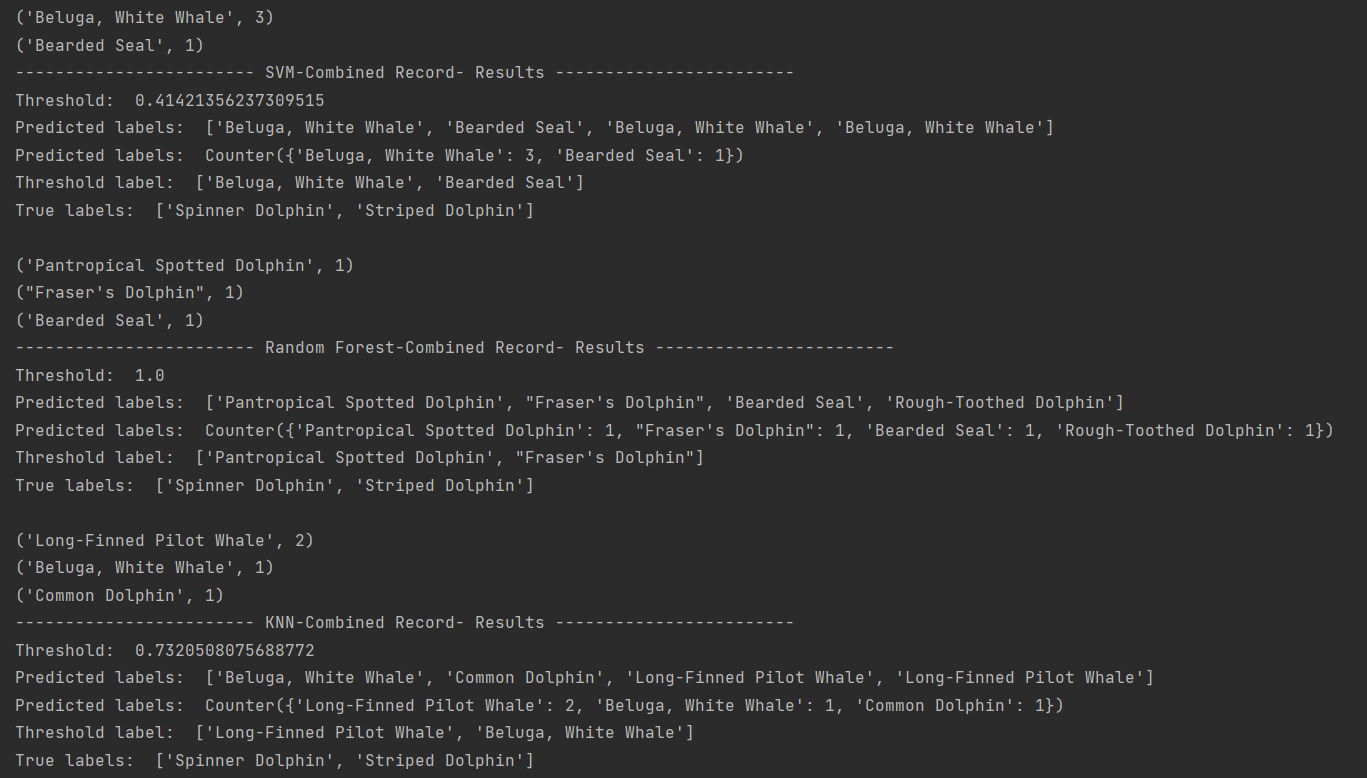 ('Beluga, White Whale', 3)
('Bearded Seal', 1)
------------------------ SVM-Combined Record- Results ------------------------
Threshold:  0.41421356237309515
Predicted labels:  ['Beluga, White Whale', 'Bearded Seal', 'Beluga, White Whale', 'Beluga, White Whale']
Predicted labels:  Counter({'Beluga, White Whale': 3, 'Bearded Seal': 1})
Threshold label:  ['Beluga, White Whale', 'Bearded Seal']
True labels:  ['Spinner Dolphin', 'Striped Dolphin']

('Pantropical Spotted Dolphin', 1)
("Fraser's Dolphin", 1)
('Bearded Seal', 1)
------------------------ Random Forest-Combined Record- Results ------------------------
Threshold:  1.0
Predicted labels:  ['Pantropical Spotted Dolphin', "Fraser's Dolphin", 'Bearded Seal', 'Rough-Toothed Dolphin']
Predicted labels:  Counter({'Pantropical Spotted Dolphin': 1, "Fraser's Dolphin": 1, 'Bearded Seal': 1, 'Rough-Toothed Dolphin': 1})
Threshold label:  ['Pantropical Spotted Dolphin', "Fraser's Dolphin"]
True labels:  ['Spinner Dolphin', 'Striped Dolphin']

('Long-Finned Pilot Whale', 2)
('Beluga, White Whale', 1)
('Common Dolphin', 1)
------------------------ KNN-Combined Record- Results ------------------------
Threshold:  0.7320508075688772
Predicted labels:  ['Beluga, White Whale', 'Common Dolphin', 'Long-Finned Pilot Whale', 'Long-Finned Pilot Whale']
Predicted labels:  Counter({'Long-Finned Pilot Whale': 2, 'Beluga, White Whale': 1, 'Common Dolphin': 1})
Threshold label:  ['Long-Finned Pilot Whale', 'Beluga, White Whale']
True labels:  ['Spinner Dolphin', 'Striped Dolphin']